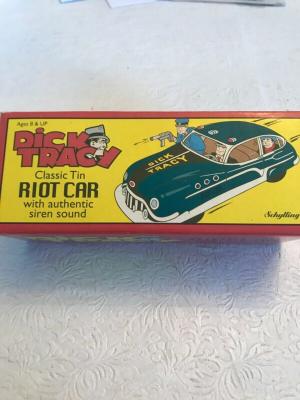 Ages 8 & UP
DICK
TRACY
Classic Tin
RIOT CAR
with authentic
siren sound
DICK
TRACY
Schylling